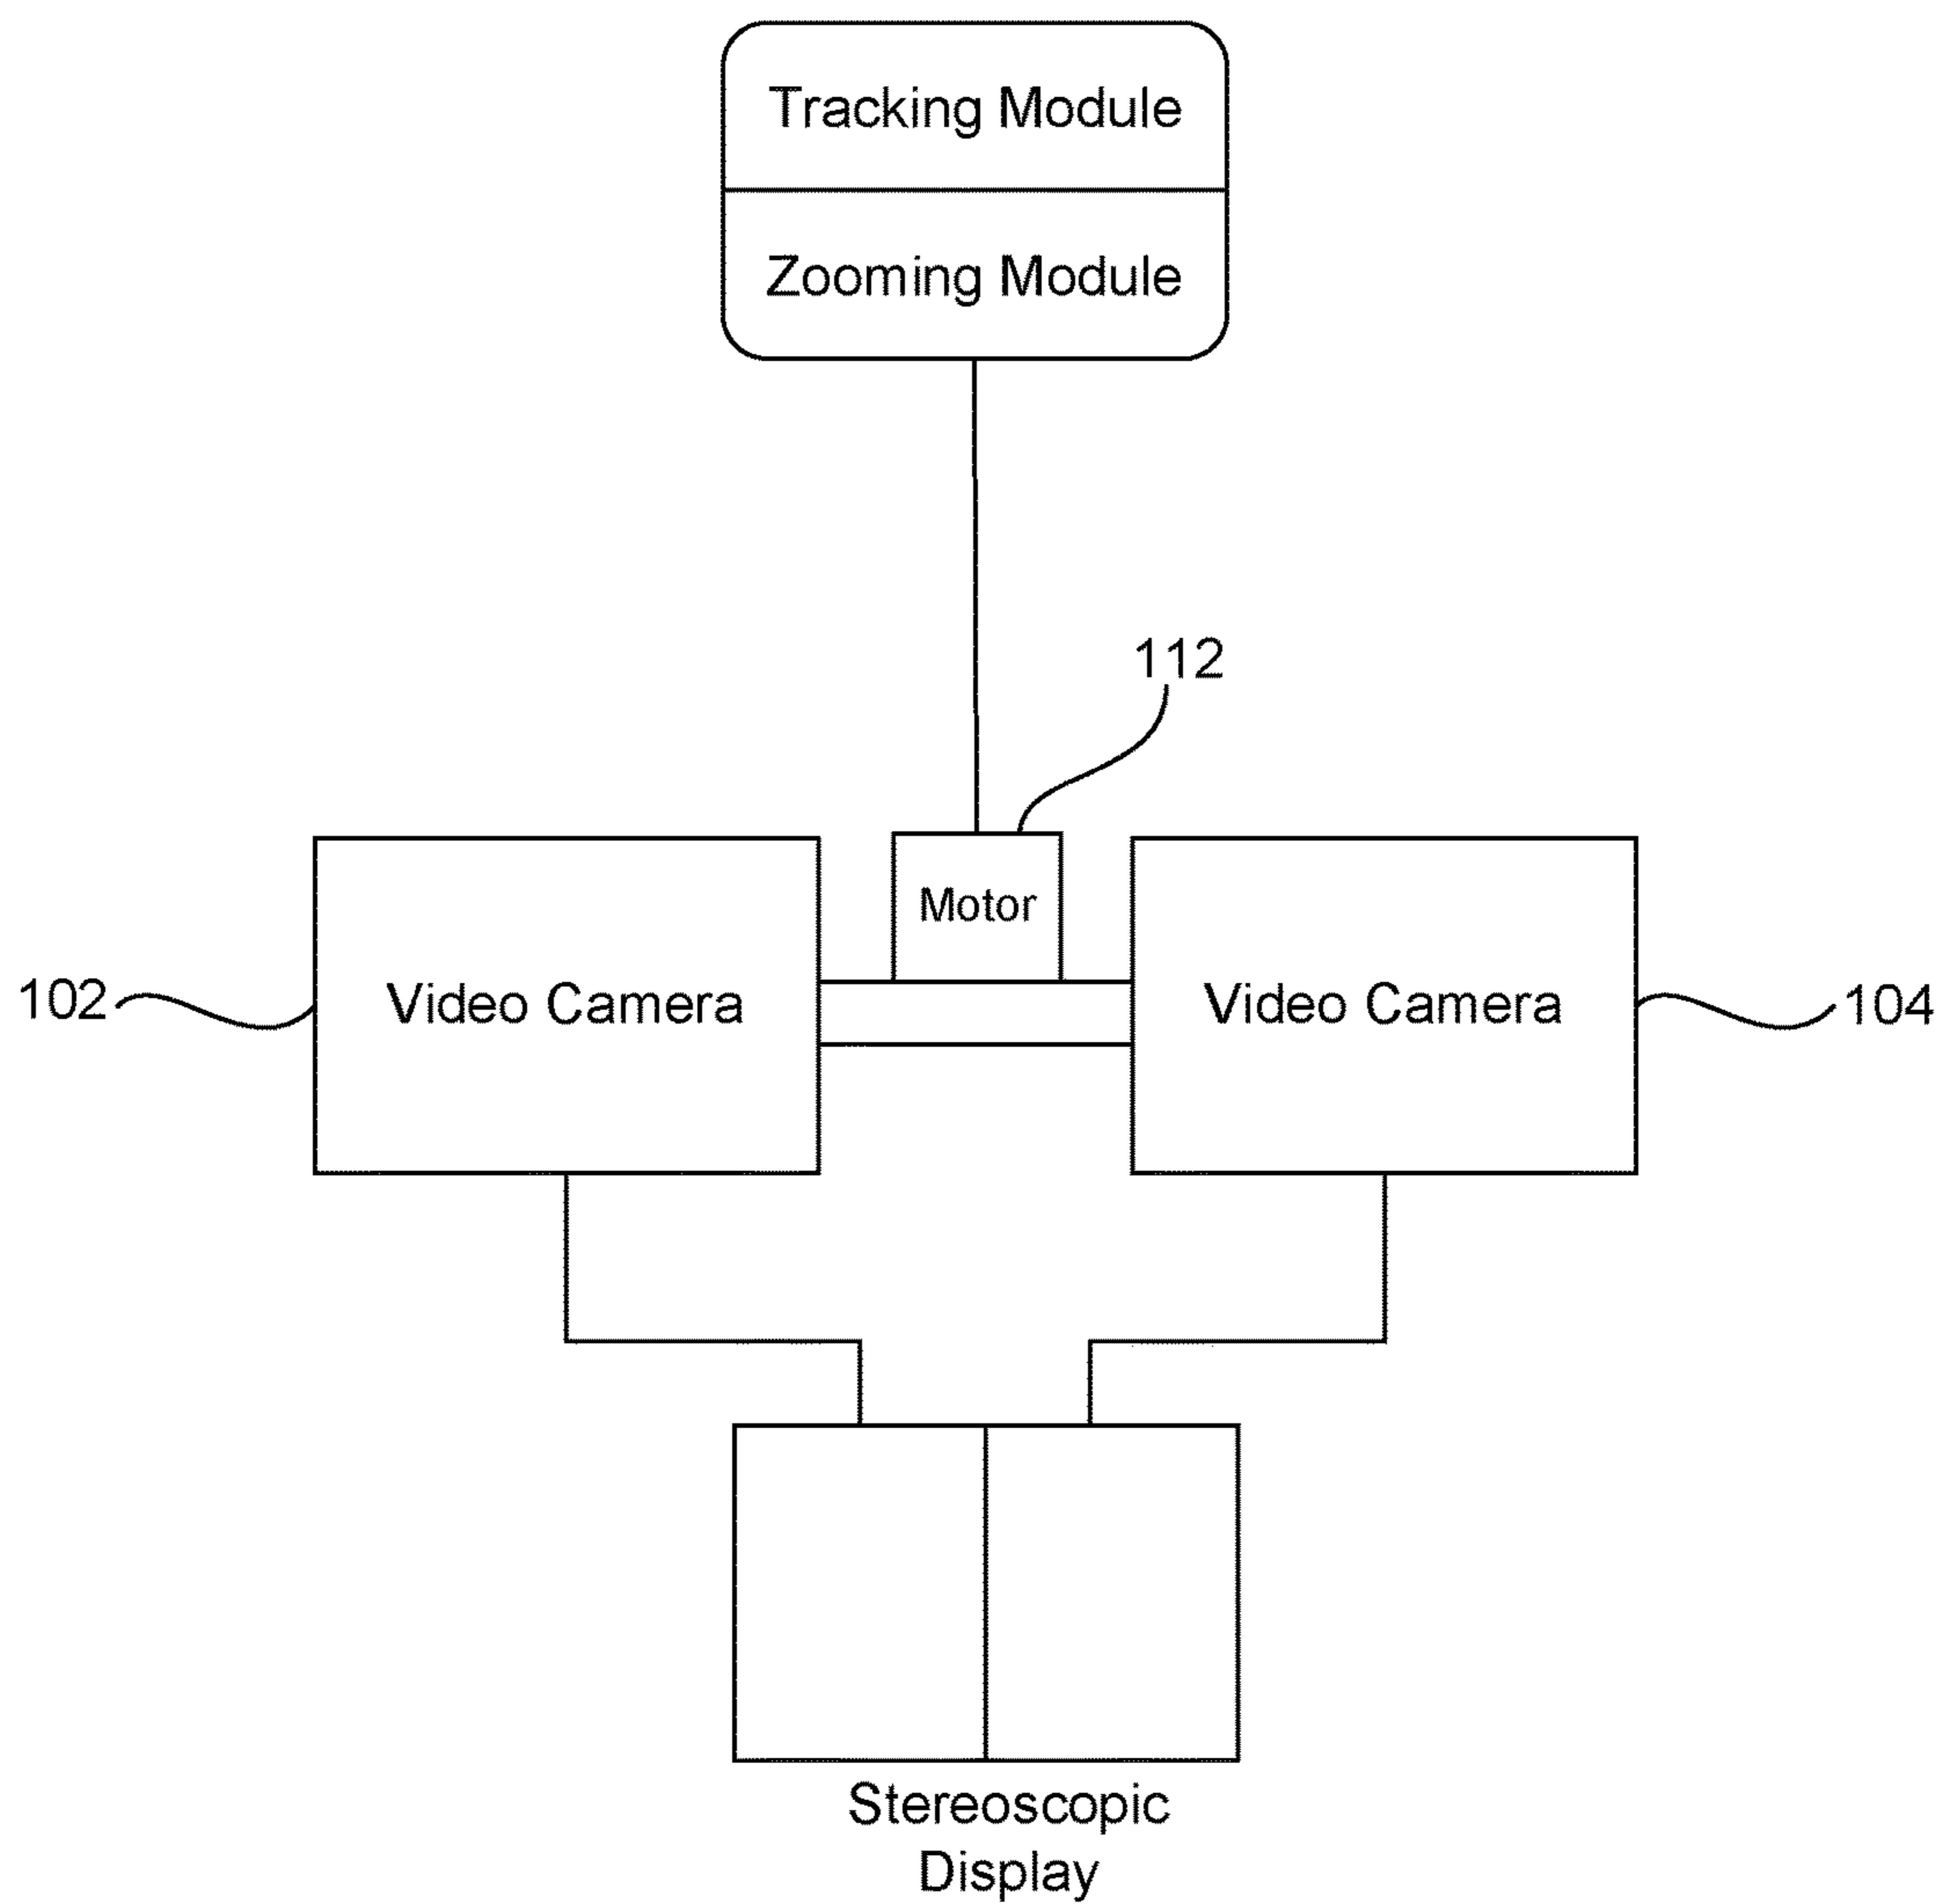 Tracking Module
Zooming Module
112
Motor
102
Video Camera
Video Camera
104
Stereoscopic
Display